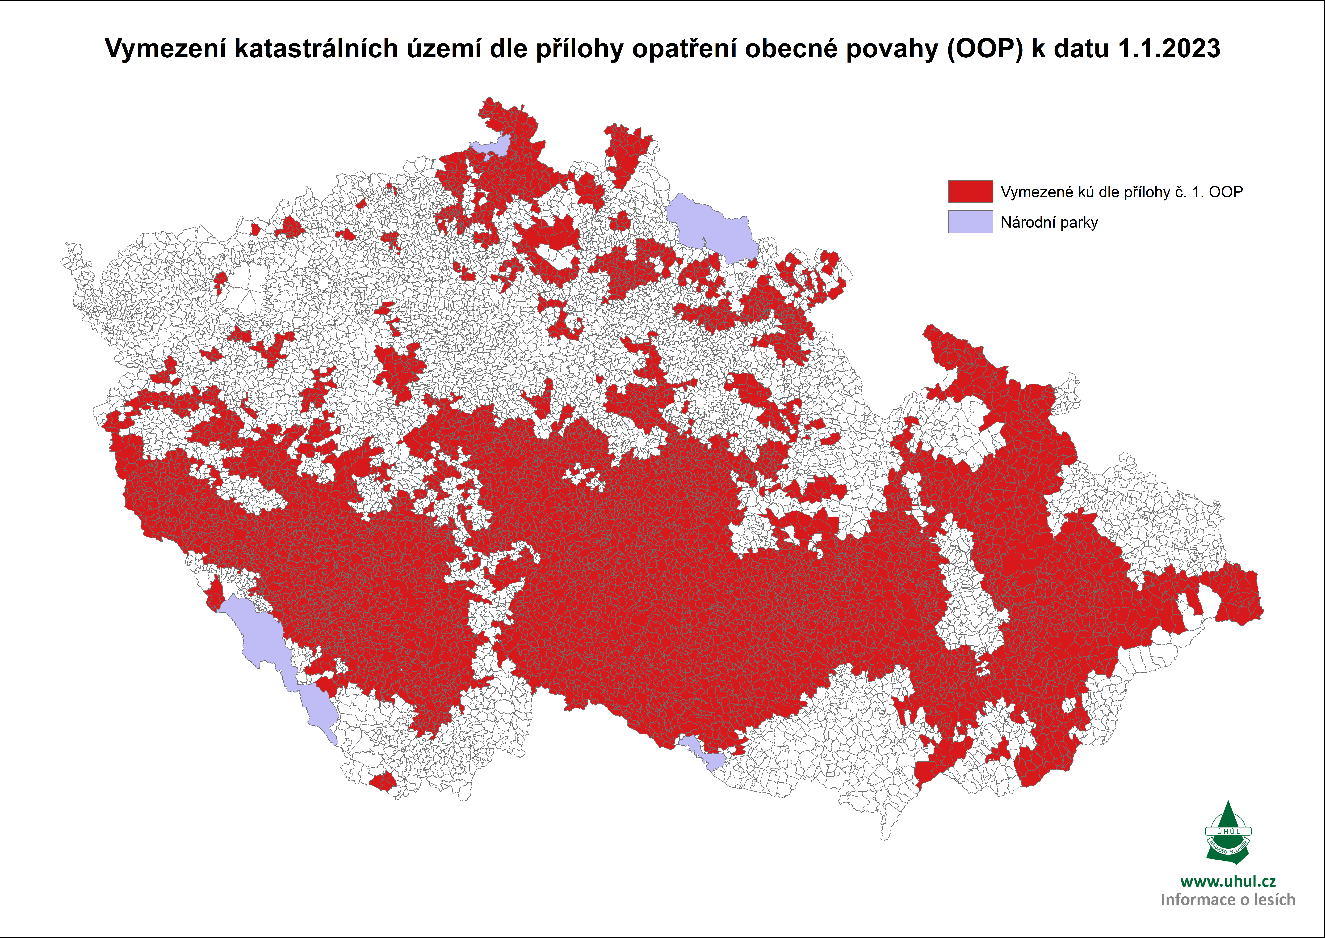 Vymezení katastrálních území dle přílohy opatření obecné povahy (OOP) k datu 1.1.2023
Vymezené kú dle přílohy č. 1. OOP
Národní parky
ÚHÚL
www.uhul.cz
Informace o lesích